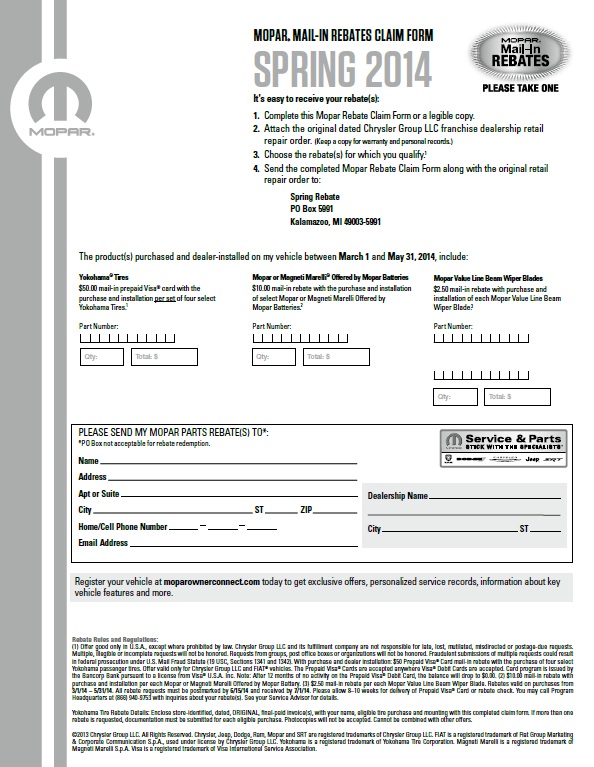 MOPAR® MAIL-IN REBATES CLAIM FORM
SPRING 2014
MOPAR®
Mail-In
REBATES
PLEASE TAKE ONE
MOPAR®
It's easy to receive your rebate(s):
1. Complete this Mopar Rebate Claim Form or a legible copy.
2. Attach the original dated Chrysler Group LLC franchise dealership retail
repair order. (Keep a copy for warranty and personal records.)
3. Choose the rebate(s) for which you qualify.¹
4. Send the completed Mopar Rebate Claim Form along with the original retail
repair order to:
Spring Rebate
PO Box 5991
Kalamazoo, MI 49003-5991
The product(s) purchased and dealer-installed on my vehicle between March 1 and May 31, 2014, include:
Yokohama® Tires
$50.00 mail-in prepaid Visa® card with the
purchase and installation per set of four select
Yokohama Tires.¹
Part Number:
Qty:
Total: $
Mopar or Magneti Marelli® Offered by Mopar Batteries
$10.00 mail-in rebate with the purchase and installation
of select Mopar or Magneti Marelli Offered by
Mopar Batteries.²
Part Number:
Qty:
Total: $
Mopar Value Line Beam Wiper Blades
$2.50 mail-in rebate with purchase and
installation of each Mopar Value Line Beam
Wiper Blade.³
Part Number:
Qty:
Total: $
PLEASE SEND MY MOPAR PARTS REBATE(S) TO*:
*PO Box not acceptable for rebate redemption.
Name
Address
Apt or Suite
City ST ZIP
Home/Cell Phone Number – –
Email Address
Service & Parts
STICK WITH THE SPECIALISTS®
Jeep SRT
Dealership Name
City ST
Register your vehicle at moparownerconnect.com today to get exclusive offers, personalized service records, information about key
vehicle features and more.
Rebate Rules and Regulations:
(1) Offer good only in U.S.A., except where prohibited by law. Chrysler Group LLC and its fulfillment company are not responsible for late, lost, mutilated, misdirected or postage-due requests.
Multiple, illegible or incomplete requests will not be honored. Requests from groups, post office boxes or organizations will not be honored. Fraudulent submissions of multiple requests could result
in federal prosecution under U.S. Mail Fraud Statute (19 USC, Sections 1341 and 1342). With purchase and dealer installation: $50 Prepaid Visa® Card mail-in rebate with the purchase of four select
Yokohama passenger tires. Offer valid only for Chrysler Group LLC and FIAT® vehicles. The Prepaid Visa® Cards are accepted anywhere Visa® Debit Cards are accepted. Card program is issued
by the Bancorp Bank pursuant to a license from Visa® U.S.A. Inc. Note: After 12 months of no activity on the Prepaid Visa® Debit Card, the balance will drop to $0.00. (2) $10.00 mail-in rebate with
purchase and installation per each Mopar or Magneti Marelli Offered by Mopar Battery. (3) $2.50 mail-in rebate per each Mopar Value Line Beam Wiper Blade. Rebates valid on purchases from
3/1/14 – 5/31/14. All rebate requests must be postmarked by 6/15/14 and received by 7/1/14. Please allow 8–10 weeks for delivery of Prepaid Visa® Card or rebate check. You may call Program
Headquarters at (866) 940-9753 with inquiries about your rebate(s). See your Service Advisor for details.
Yokohama Tire Rebate Details: Enclose store-identified, dated, ORIGINAL, final-paid invoice(s), with your name, eligible tire purchase and mounting with this completed claim form. If more than one
rebate is requested, documentation must be submitted for each eligible purchase. Photocopies will not be accepted. Cannot be combined with other offers.
©2013 Chrysler Group LLC. All Rights Reserved. Chrysler, Jeep, Dodge, Ram, Mopar and SRT are registered trademarks of Chrysler Group LLC. FIAT is a registered trademark of Fiat Group Marketing
& Corporate Communication S.p.A., used under license by Chrysler Group LLC. Yokohama is a registered trademark of Yokohama Tire Corporation. Magneti Marelli is a registered trademark of
Magneti Marelli S.p.A. Visa is a registered trademark of Visa International Service Association.